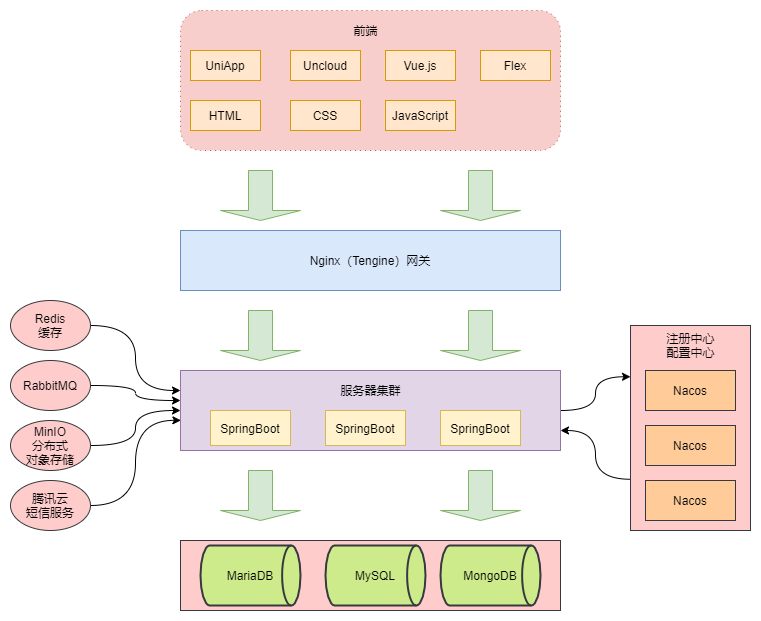 前端
UniApp
Uncloud
Vue.js
Flex
HTML
CSS
JavaScript
Nginx（Tengine）网关
Redis
缓存
RabbitMQ
MinIO
分布式
对象存储
腾讯云
短信服务
服务器集群
SpringBoot
SpringBoot
SpringBoot
注册中心
配置中心
Nacos
Nacos
Nacos
MariaDB
MySQL
MongoDB